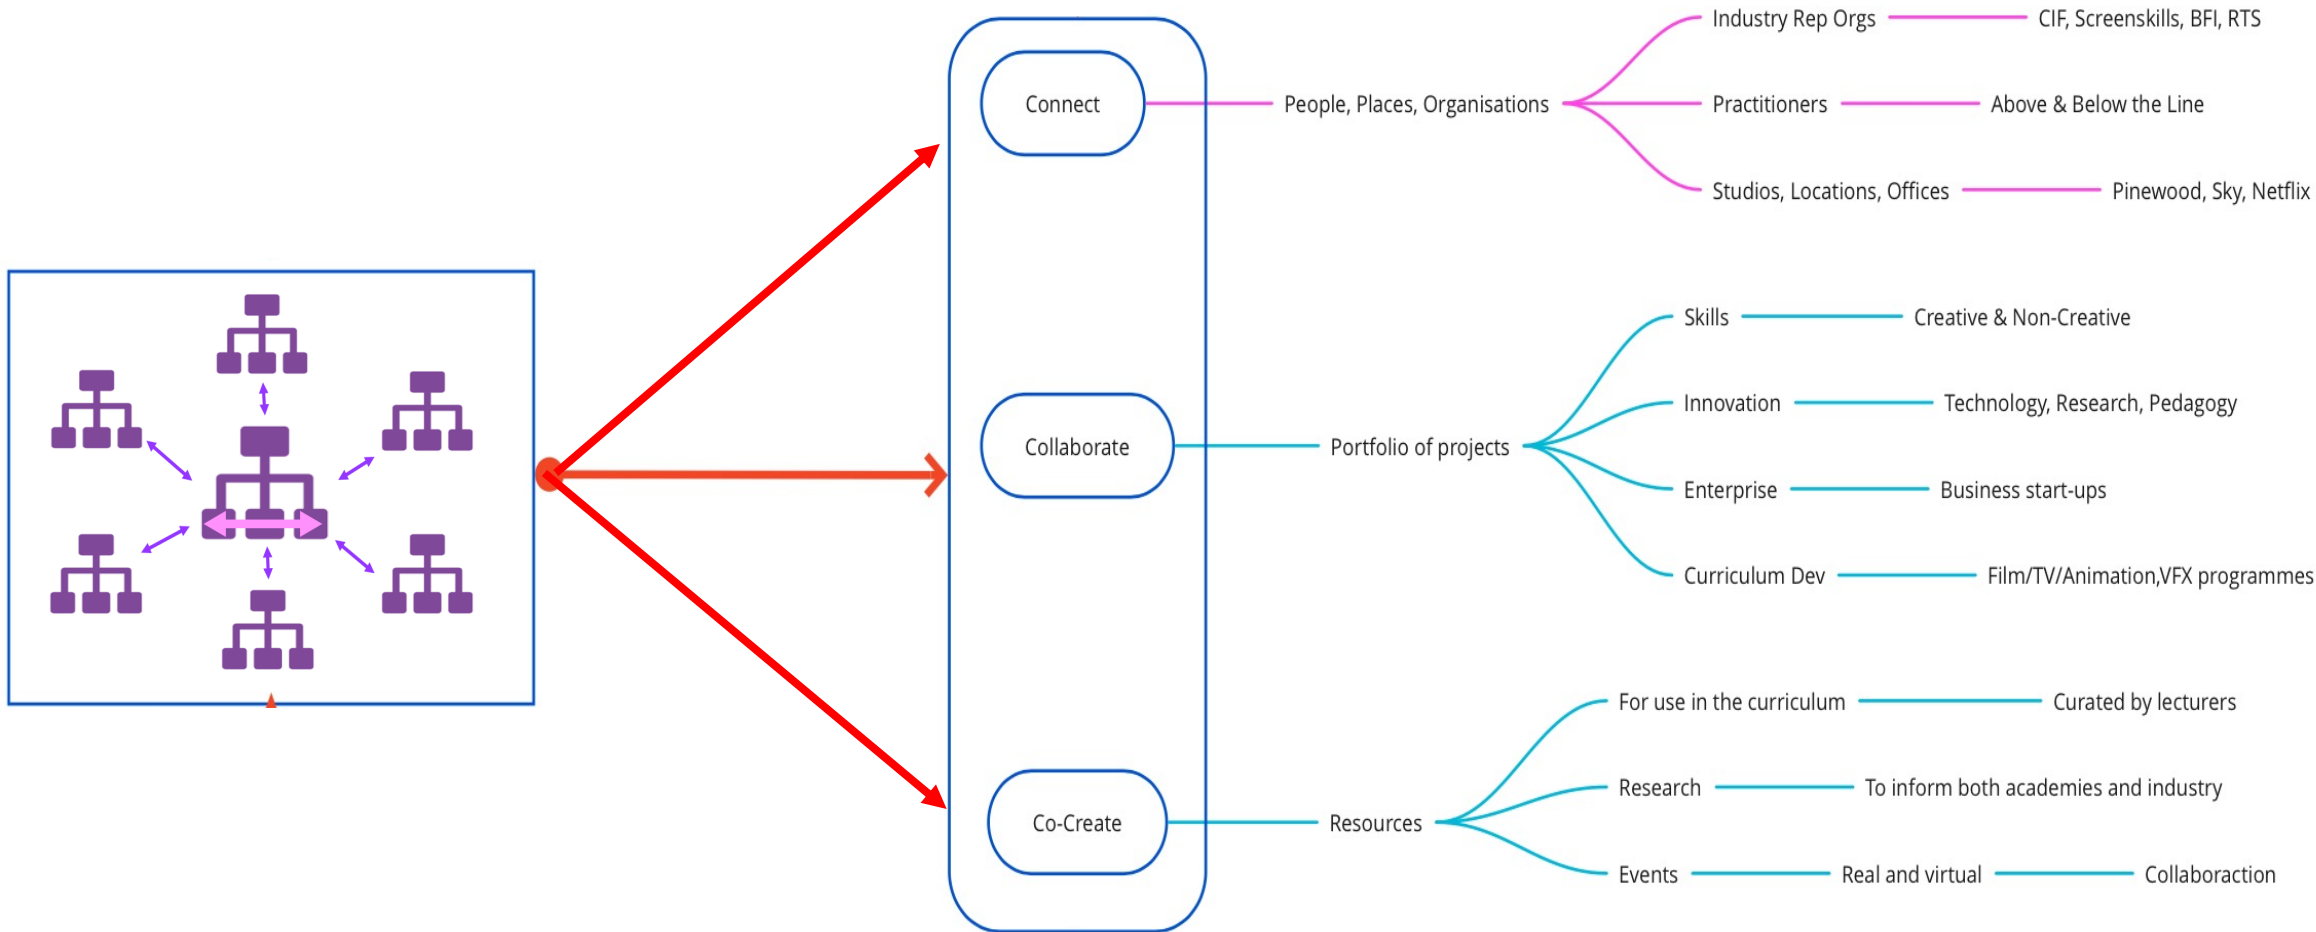 Connect
People, Places, Organisations
Industry Rep Orgs
CIF, Screenskills, BFI, RTS
Practitioners
Above & Below the Line
Studios, Locations, Offices
Pinewood, Sky, Netflix
Collaborate
Portfolio of projects
Skills
Creative & Non-Creative
Innovation
Technology, Research, Pedagogy
Enterprise
Business start-ups
Curriculum Dev
Film/TV/Animation,VFX programmes
Co-Create
Resources
For use in the curriculum
Curated by lecturers
Research
To inform both academies and industry
Events
Real and virtual
Collaboraction